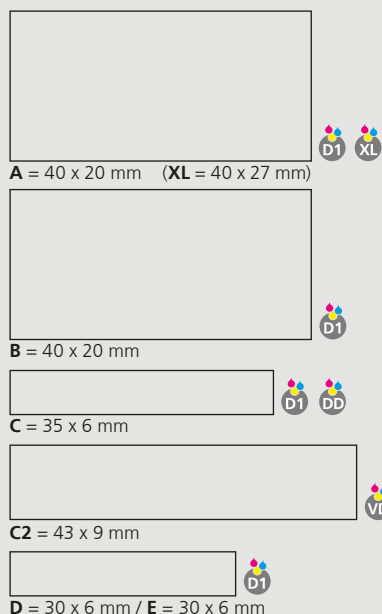 D1 XL
A = 40 x 20 mm (XL = 40 x 27 mm)
D1
B = 40 x 20 mm
D1 DD
C = 35 x 6 mm
C2 = 43 x 9 mm
D1
D = 30 x 6 mm / E = 30 x 6 mm